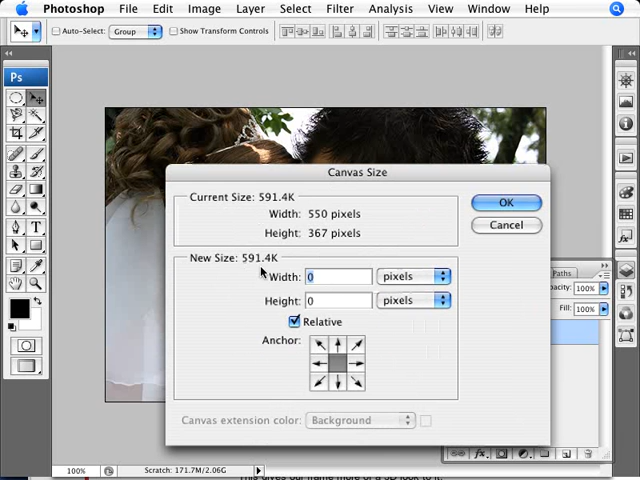 Photoshop File Edit Image Layer Select Filter Analysis View Window Help
Auto-Select: Group Show Transform Controls
Ps
Canvas Size
Current Size: 591.4K
Width: 550 pixels
Height: 367 pixels
OK
Cancel
New Size: 591.4K
Width: 0 pixels
Height: 0 pixels
Relative
Anchor:
Canvas extension color: Background
Paths
Opacity: 100%
Fill: 100%
T
fx
100% Scratch: 171.7M/2.06G
This gives our frame more of a 3D look to it.